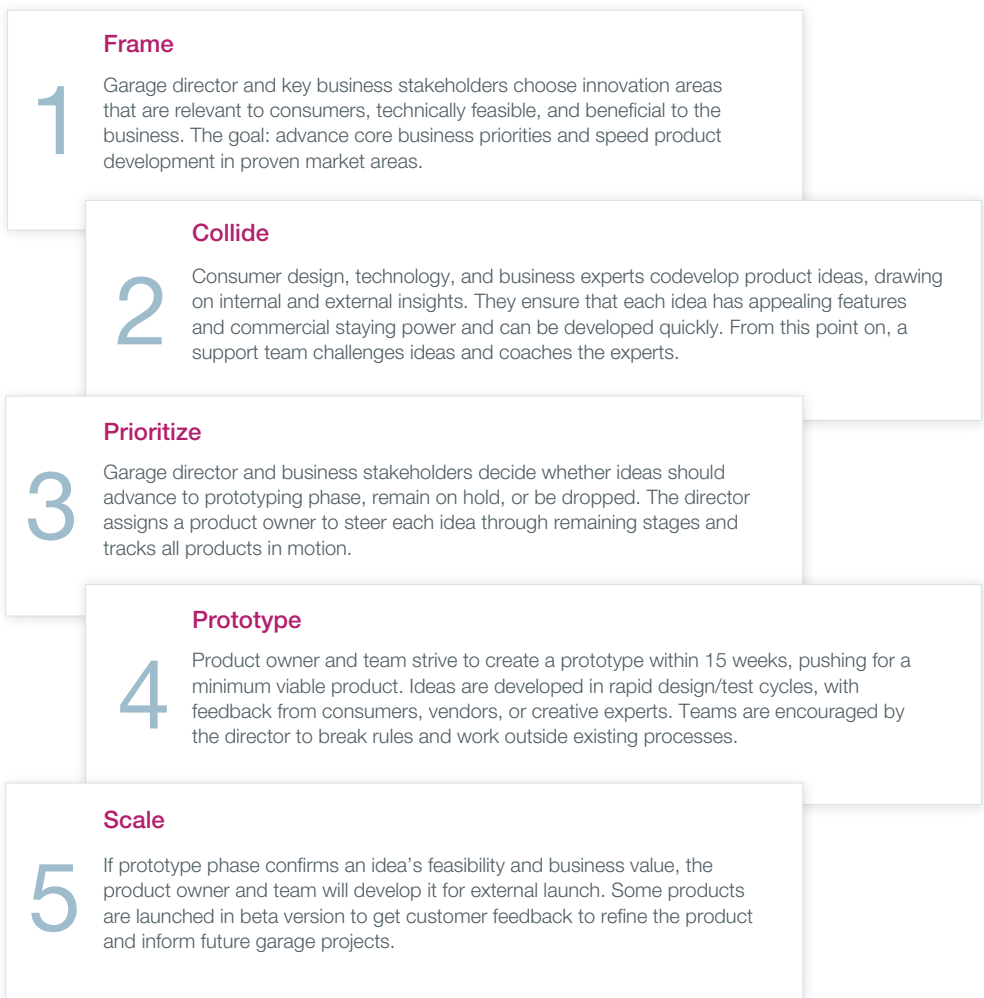 1
Frame
Garage director and key business stakeholders choose innovation areas
that are relevant to consumers, technically feasible, and beneficial to the
business. The goal: advance core business priorities and speed product
development in proven market areas.
2
Collide
Consumer design, technology, and business experts codevelop product ideas, drawing
on internal and external insights. They ensure that each idea has appealing features
and commercial staying power and can be developed quickly. From this point on, a
support team challenges ideas and coaches the experts.
3
Prioritize
Garage director and business stakeholders decide whether ideas should
advance to prototyping phase, remain on hold, or be dropped. The director
assigns a product owner to steer each idea through remaining stages and
tracks all products in motion.
4
Prototype
Product owner and team strive to create a prototype within 15 weeks, pushing for a
minimum viable product. Ideas are developed in rapid design/test cycles, with
feedback from consumers, vendors, or creative experts. Teams are encouraged by
the director to break rules and work outside existing processes.
5
Scale
If prototype phase confirms an idea’s feasibility and business value, the
product owner and team will develop it for external launch. Some products
are launched in beta version to get customer feedback to refine the product
and inform future garage projects.